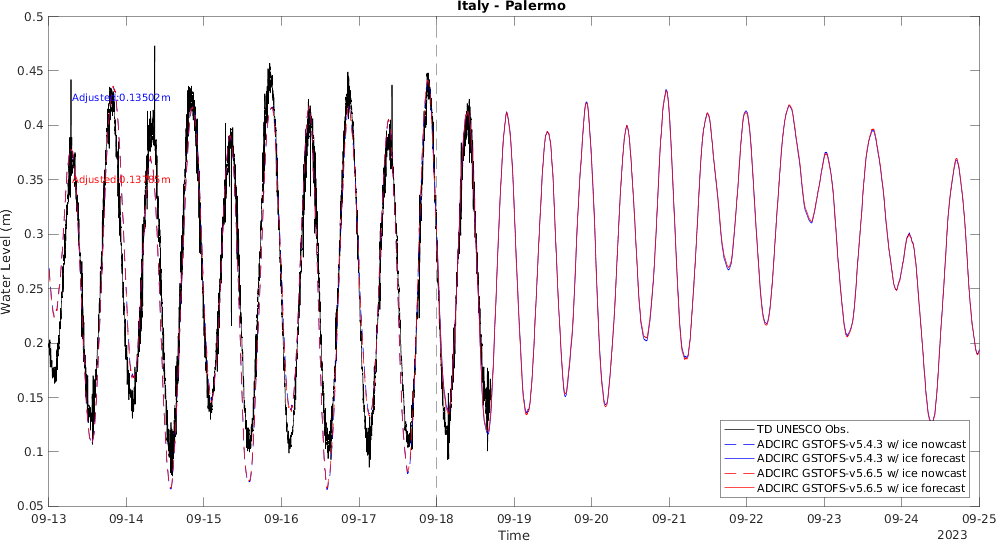 Italy - Palermo
0.5
0.45
0.4
0.35
0.3
0.25
0.2
0.15
0.1
0.05
Water Level (m)
Adjusted:0.13502m
Adjusted:0.13795m
TD UNESCO Obs.
ADCIRC GSTOFS-v5.4.3 w/ ice nowcast
ADCIRC GSTOFS-v5.4.3 w/ ice forecast
ADCIRC GSTOFS-v5.6.5 w/ ice nowcast
ADCIRC GSTOFS-v5.6.5 w/ ice forecast
09-13 09-14 09-15 09-16 09-17 09-18 09-19 09-20 09-21 09-22 09-23 09-24 09-25
Time
2023